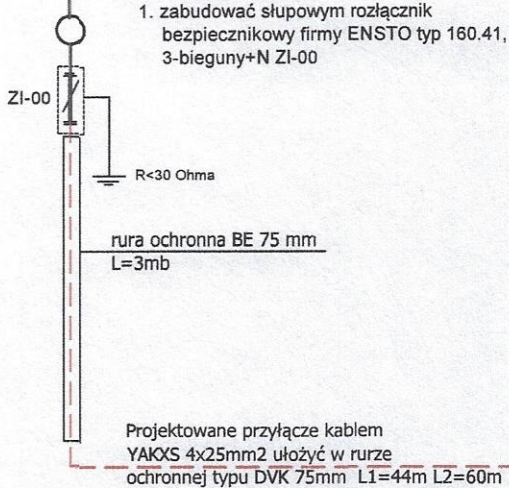 1. zabudować słupowym rozłącznik
bezpiecznikowy firmy ENSTO typ 160.41,
3-bieguny+N ZI-00
ZI-00
R<30 Ohma
rura ochronna BE 75 mm
L=3mb
Projektowane przyłącze kablem
YAKXS 4x25mm2 ułożyć w rurze
ochronnej typu DVK 75mm L1=44m L2=60m